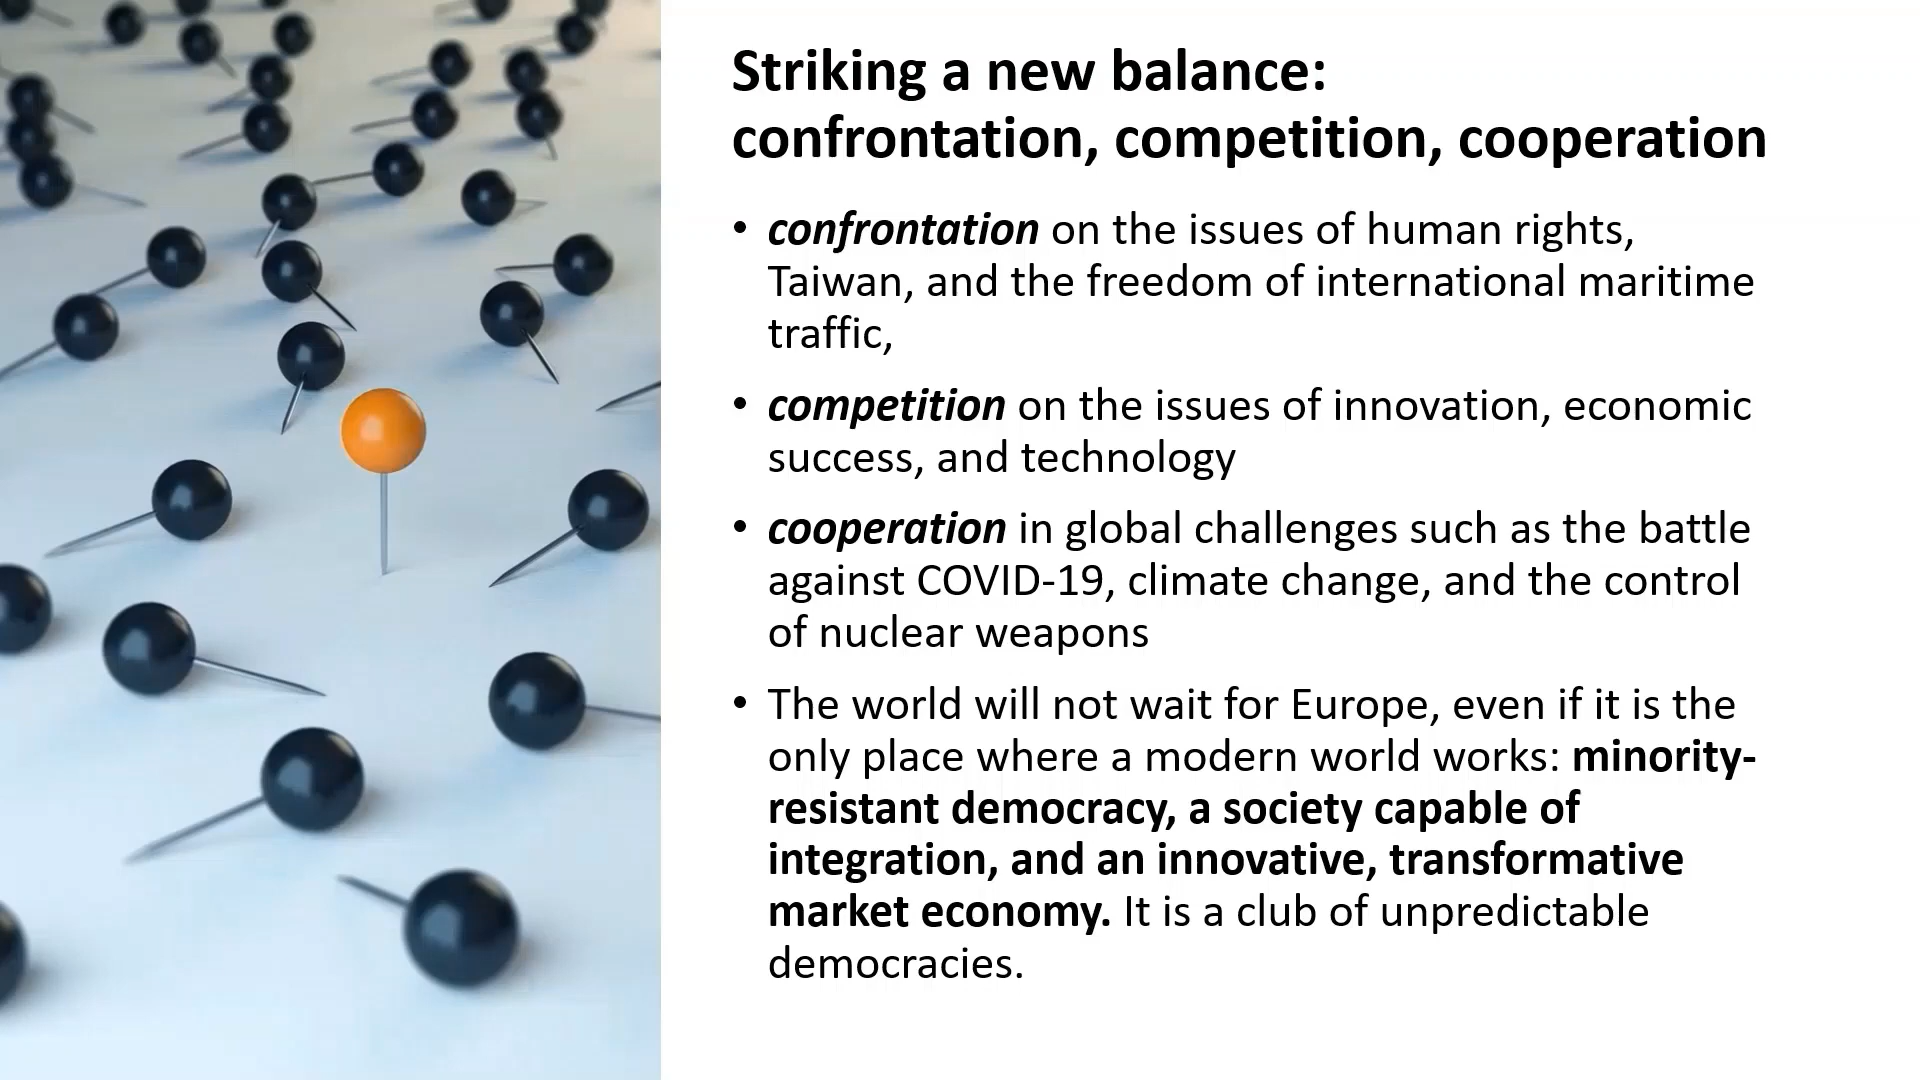 Striking a new balance:
confrontation, competition, cooperation
• confrontation on the issues of human rights,
Taiwan, and the freedom of international maritime
traffic,
• competition on the issues of innovation, economic
success, and technology
• cooperation in global challenges such as the battle
against COVID-19, climate change, and the control
of nuclear weapons
• The world will not wait for Europe, even if it is the
only place where a modern world works: minority-
resistant democracy, a society capable of
integration, and an innovative, transformative
market economy. It is a club of unpredictable
democracies.